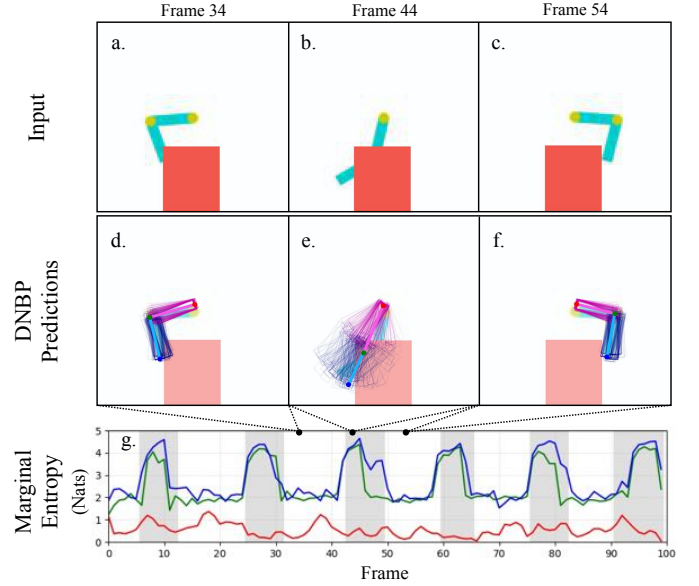 Frame 34 Frame 44 Frame 54
Input
a. b. c.
DNBP
Predictions
d. e. f.
Marginal
Entropy
(Nats)
g.
5
4
3
2
1
0
0 10 20 30 40 50 60 70 80 90 100
Frame